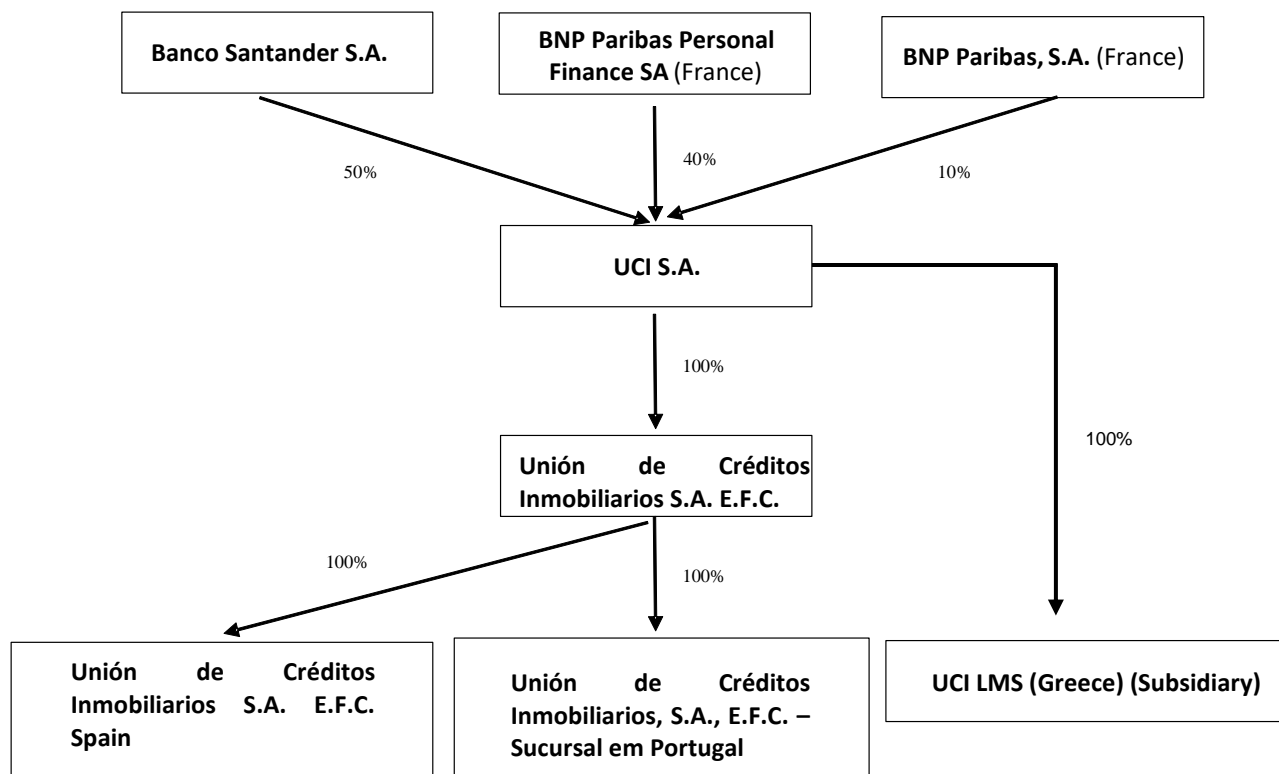 Banco Santander S.A.
BNP Paribas Personal
Finance SA (France)
BNP Paribas, S.A. (France)
50%
40%
10%
UCI S.A.
100%
100%
Unión de Créditos
Inmobiliarios S.A. E.F.C.
100%
100%
Unión de Créditos
Inmobiliarios S.A. E.F.C.
Spain
Unión de Créditos
Inmobiliarios, S.A., E.F.C. –
Sucursal em Portugal
UCI LMS (Greece) (Subsidiary)